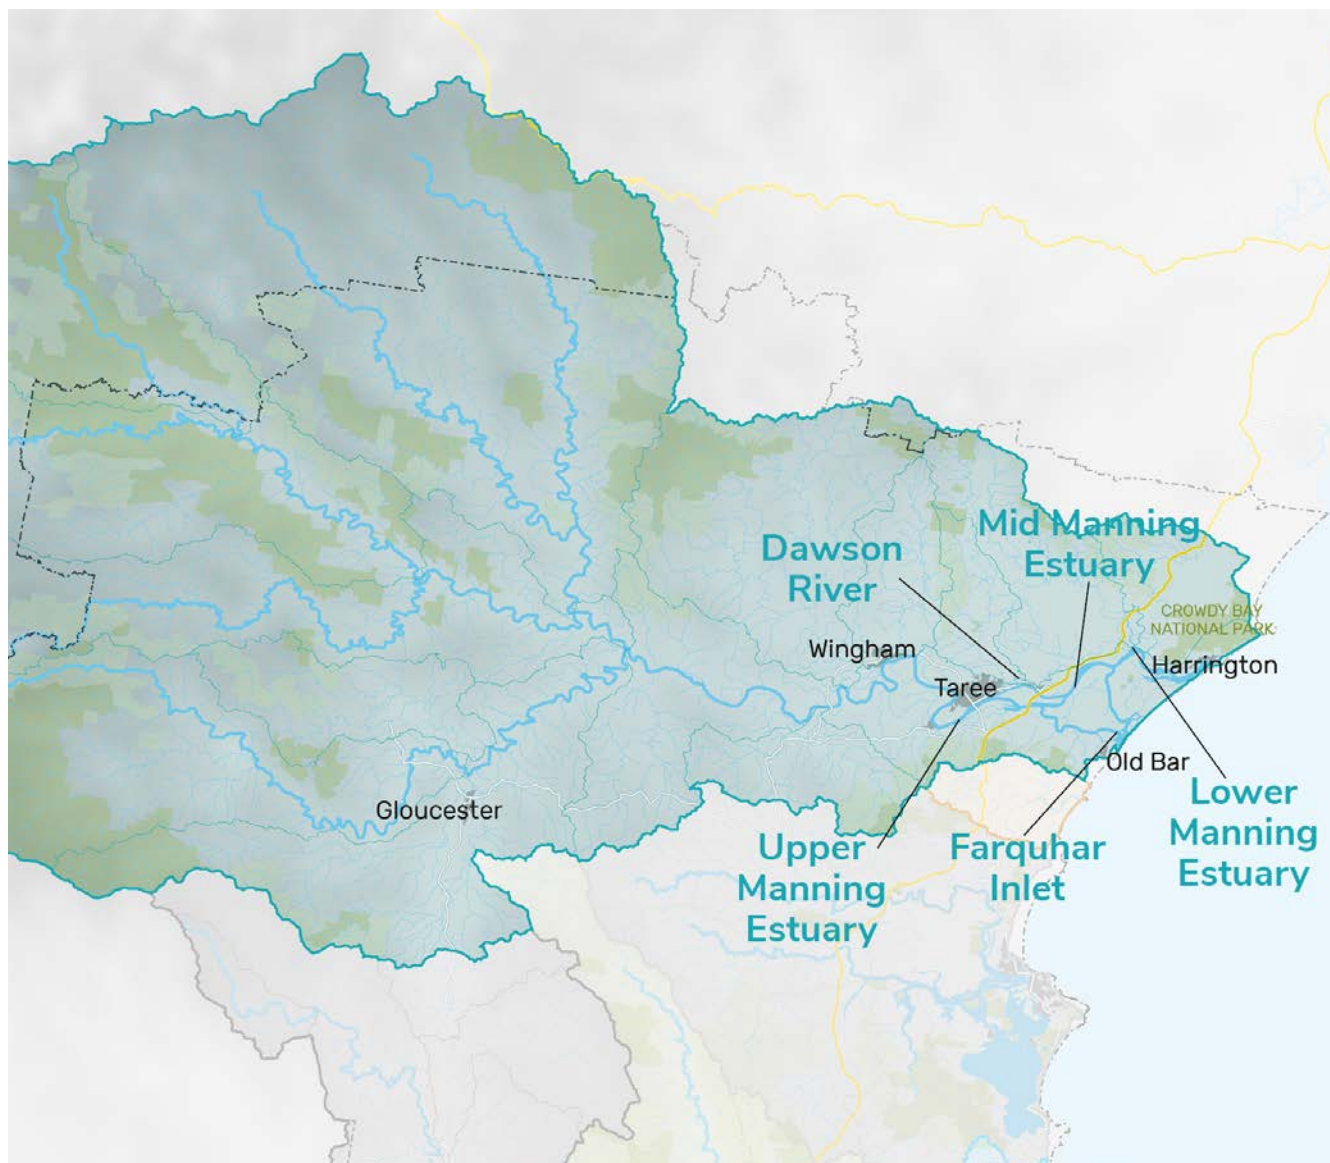 Mid Manning
Estuary
Dawson
River
CROWDY BAY
NATIONAL PARK
Wingham
Harrington
Taree
Old Bar
Gloucester
Lower
Manning
Estuary
Upper
Manning
Estuary
Farquhar
Inlet